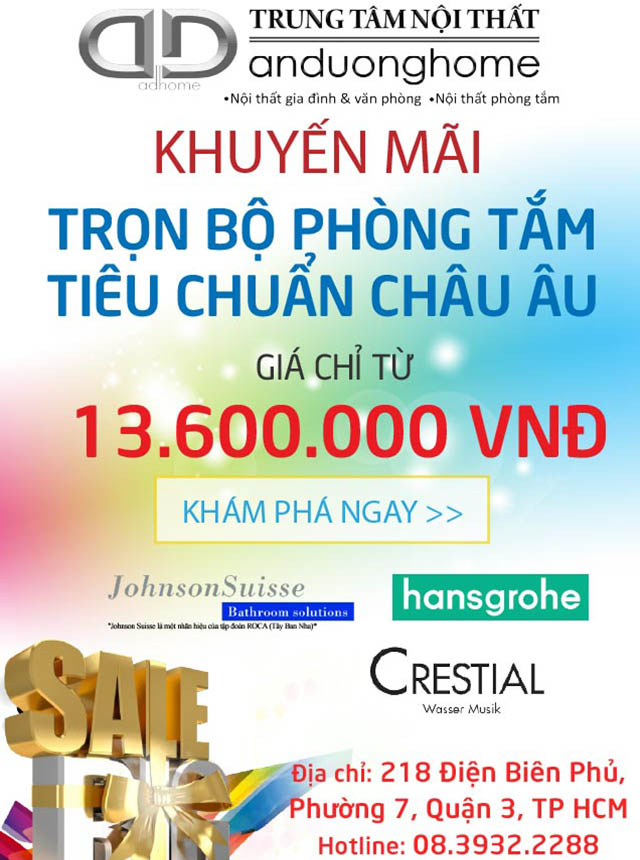 TRUNG TÂM NỘI THẤT
anduonghome
adhome
•Nội thất gia đình & văn phòng •Nội thất phòng tắm
KHUYẾN MÃI
TRỌN BỘ PHÒNG TẮM
TIÊU CHUẨN CHÂU ÂU
GIÁ CHỈ TỪ
13.600.000 VNĐ
KHÁM PHÁ NGAY >>
JohnsonSuisse
Bathroom solutions
"Johnson Suisse là một nhãn hiệu của tập đoàn ROCA (Tây Ban Nha)"
hansgrohe
CRESTIAL
Wasser Musik
SALE
Địa chỉ: 218 Điện Biên Phủ,
Phường 7, Quận 3, TP HCM
Hotline: 08.3932.2288